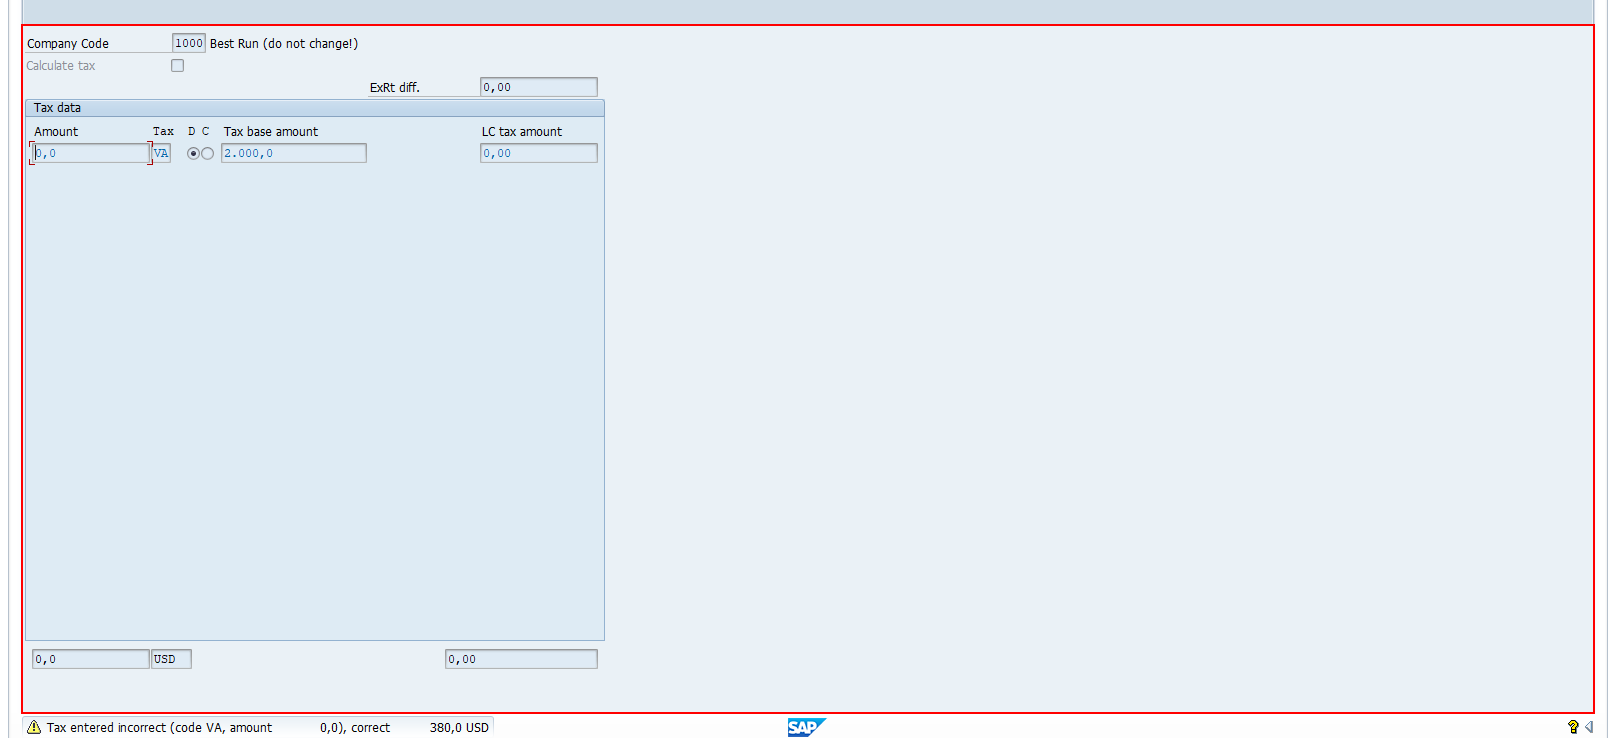 Company Code 1000 Best Run (do not change!)
Calculate tax
ExRt diff. 0,00
Tax data
Amount Tax D C Tax base amount LC tax amount
0,0 VA 2.000,0 0,00
0,0 USD 0,00
Tax entered incorrect (code VA, amount 0,0), correct 380,0 USD
SAP